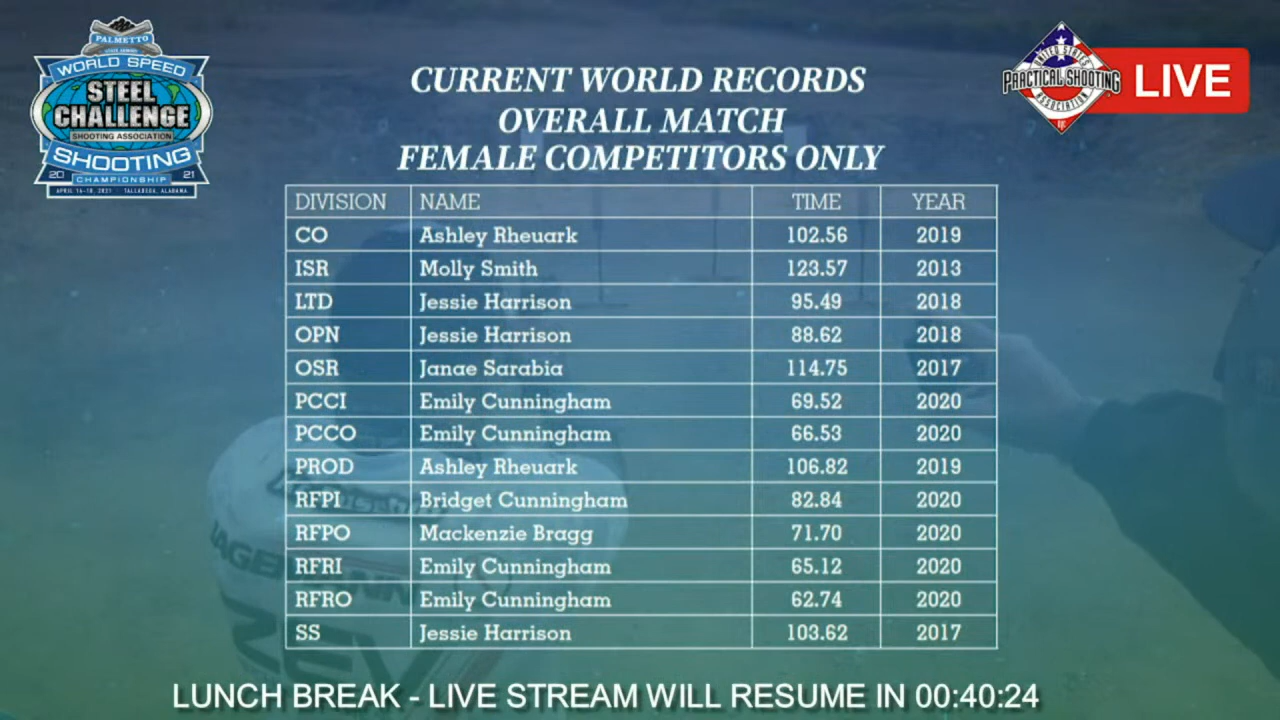 PALMETTO
WORLD SPEED
STEEL
CHALLENGE
SHOOTING ASSOCIATION
SHOOTING
20 21
CHAMPIONSHIP
APRIL 16-18, 2021 · TALLADEGA, ALABAMA
CURRENT WORLD RECORDS
OVERALL MATCH
FEMALE COMPETITORS ONLY
UNITED STATES
PRACTICAL SHOOTING
ASSOCIATION
LIVE
DIVISION NAME TIME YEAR
CO Ashley Rheuark 102.56 2019
ISR Molly Smith 123.57 2013
LTD Jessie Harrison 95.49 2018
OPN Jessie Harrison 88.62 2018
OSR Janae Sarabia 114.75 2017
PCCI Emily Cunningham 69.52 2020
PCCO Emily Cunningham 66.53 2020
PROD Ashley Rheuark 106.82 2019
RFPI Bridget Cunningham 82.84 2020
RFPO Mackenzie Bragg 71.70 2020
RFRI Emily Cunningham 65.12 2020
RFRO Emily Cunningham 62.74 2020
SS Jessie Harrison 103.62 2017
LUNCH BREAK - LIVE STREAM WILL RESUME IN 00:40:24